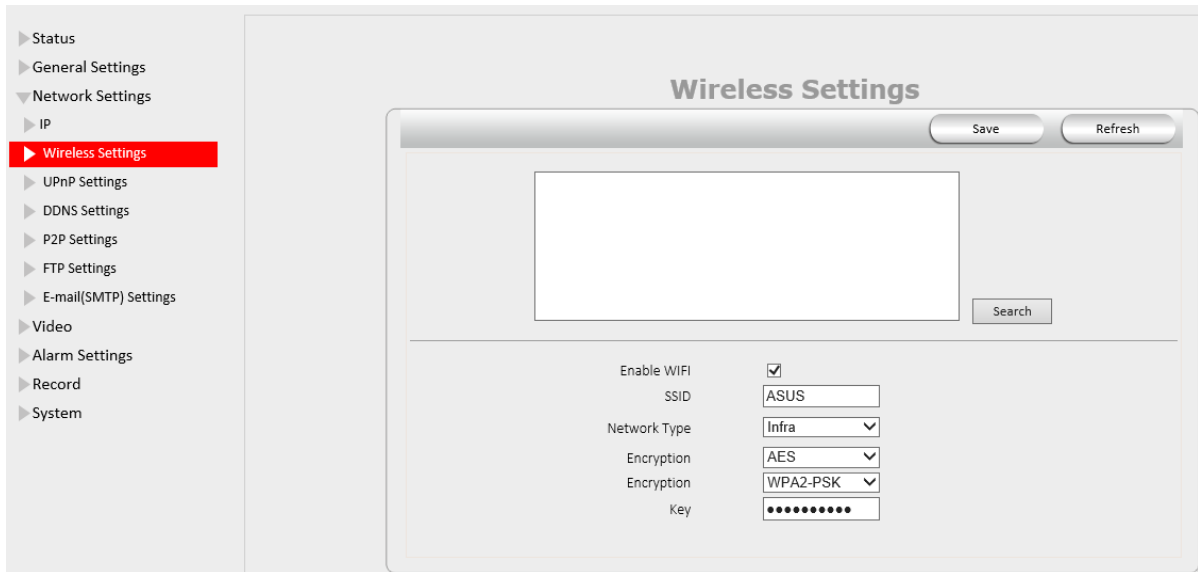 Status
General Settings
Network Settings
IP
Wireless Settings
UPnP Settings
DDNS Settings
P2P Settings
FTP Settings
E-mail(SMTP) Settings
Video
Alarm Settings
Record
System
Wireless Settings
Save Refresh
Search
Enable WIFI
SSID ASUS
Network Type Infra
Encryption AES
Encryption WPA2-PSK
Key ••••••••••